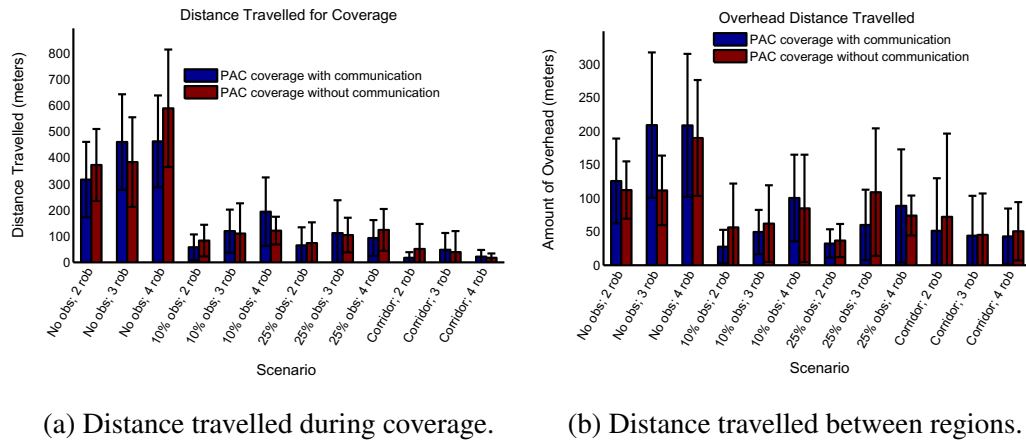 Distance Travelled for Coverage
Distance Travelled (meters)
800
700
600
500
400
300
200
100
0
PAC coverage with communication
PAC coverage without communication
No obs; 2 rob
No obs; 3 rob
No obs; 4 rob
10% obs; 2 rob
10% obs; 3 rob
10% obs; 4 rob
25% obs; 2 rob
25% obs; 3 rob
25% obs; 4 rob
Corridor; 2 rob
Corridor; 3 rob
Corridor; 4 rob
Scenario
(a) Distance travelled during coverage.
Overhead Distance Travelled
Amount of Overhead (meters)
300
250
200
150
100
50
0
PAC coverage with communication
PAC coverage without communication
No obs; 2 rob
No obs; 3 rob
No obs; 4 rob
10% obs; 2 rob
10% obs; 3 rob
10% obs; 4 rob
25% obs; 2 rob
25% obs; 3 rob
25% obs; 4 rob
Corridor; 2 rob
Corridor; 3 rob
Corridor; 4 rob
Scenario
(b) Distance travelled between regions.